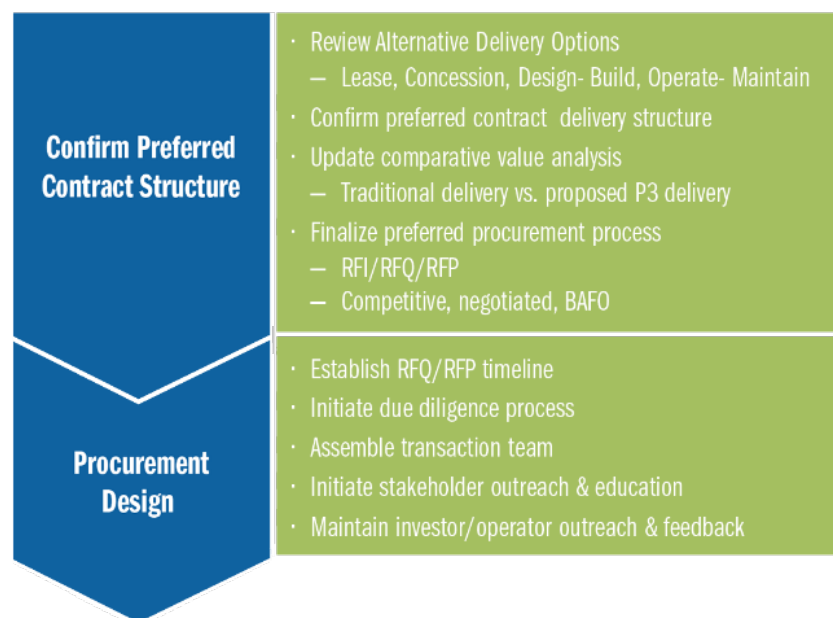 Confirm Preferred
Contract Structure
· Review Alternative Delivery Options
– Lease, Concession, Design- Build, Operate- Maintain
· Confirm preferred contract delivery structure
· Update comparative value analysis
– Traditional delivery vs. proposed P3 delivery
· Finalize preferred procurement process
– RFI/RFQ/RFP
– Competitive, negotiated, BAFO
Procurement
Design
· Establish RFQ/RFP timeline
· Initiate due diligence process
· Assemble transaction team
· Initiate stakeholder outreach & education
· Maintain investor/operator outreach & feedback